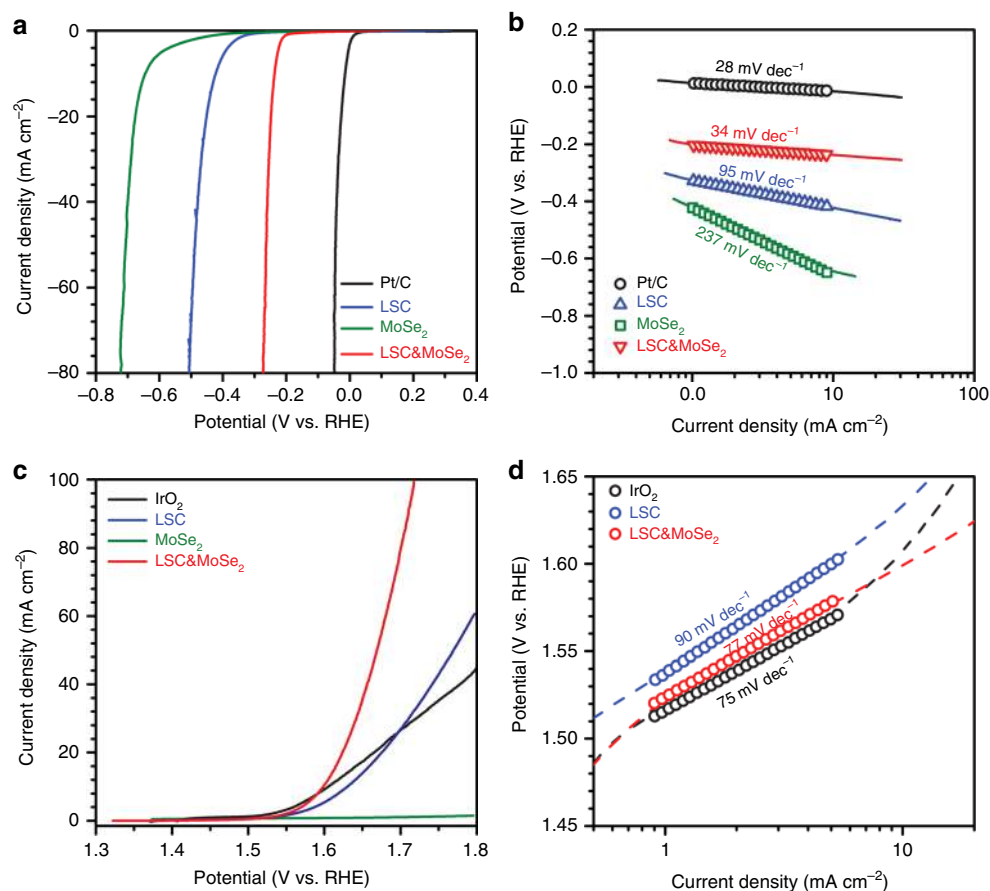 a
0
−20
−40
−60
−80
Current density (mA cm⁻²)
−0.8 −0.6 −0.4 −0.2 0.0 0.2 0.4
Potential (V vs. RHE)
Pt/C
LSC
MoSe₂
LSC&MoSe₂
b
0.2
0.0
−0.2
−0.4
−0.6
−0.8
−1.0
Potential (V vs. RHE)
28 mV dec⁻¹
34 mV dec⁻¹
95 mV dec⁻¹
237 mV dec⁻¹
Pt/C
LSC
MoSe₂
LSC&MoSe₂
0.0 10 100
Current density (mA cm⁻²)
c
100
80
60
40
20
0
Current density (mA cm⁻²)
IrO₂
LSC
MoSe₂
LSC&MoSe₂
1.3 1.4 1.5 1.6 1.7 1.8
Potential (V vs. RHE)
d
1.65
1.60
1.55
1.50
1.45
Potential (V vs. RHE)
IrO₂
LSC
LSC&MoSe₂
90 mV dec⁻¹
77 mV dec⁻¹
75 mV dec⁻¹
1 10
Current density (mA cm⁻²)